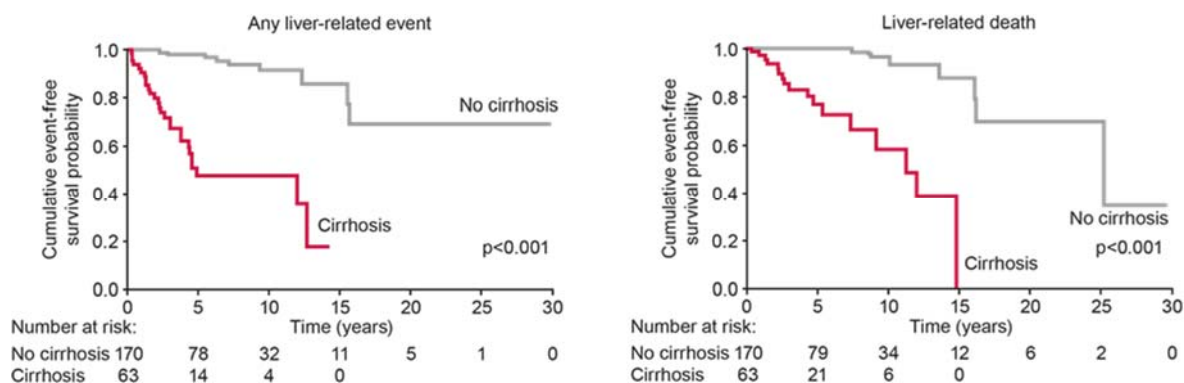 Any liver-related event
Cumulative event-free
survival probability
1.0
0.8
0.6
0.4
0.2
0.0
No cirrhosis
Cirrhosis
p<0.001
0 5 10 15 20 25 30
Number at risk:
Time (years)
No cirrhosis 170 78 32 11 5 1 0
Cirrhosis 63 14 4 0
Liver-related death
Cumulative event-free
survival probability
1.0
0.8
0.6
0.4
0.2
0.0
No cirrhosis
p<0.001
Cirrhosis
0 5 10 15 20 25 30
Number at risk:
Time (years)
No cirrhosis 170 79 34 12 6 2 0
Cirrhosis 63 21 6 0